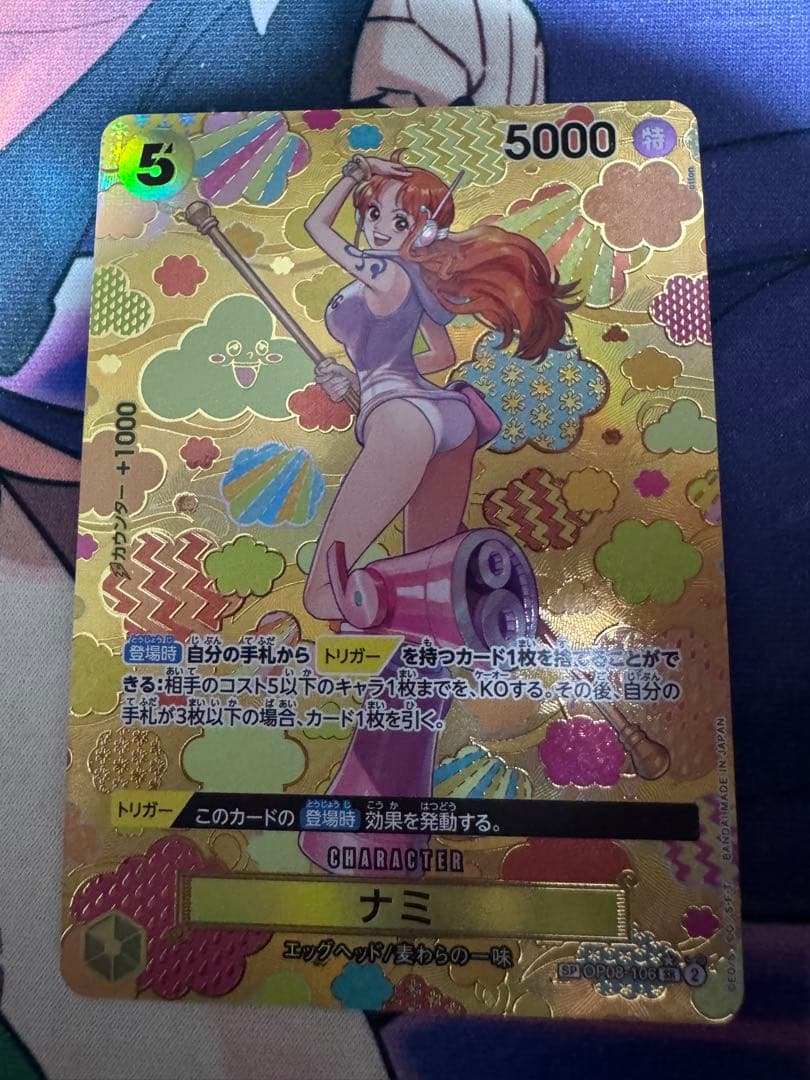 5
5000
特
カウンター +1000
登場時 自分の手札から トリガー を持つカード1枚を捨てることがで
きる:相手のコスト5以下のキャラ1枚までを、KOする。その後、自分の
手札が3枚以下の場合、カード1枚を引く。
トリガー このカードの 登場時 効果を発動する。
CHARACTER
ナミ
エッグヘッド/麦わらの一味
SP OP08-106 SR 2
BANDAI MADE IN JAPAN